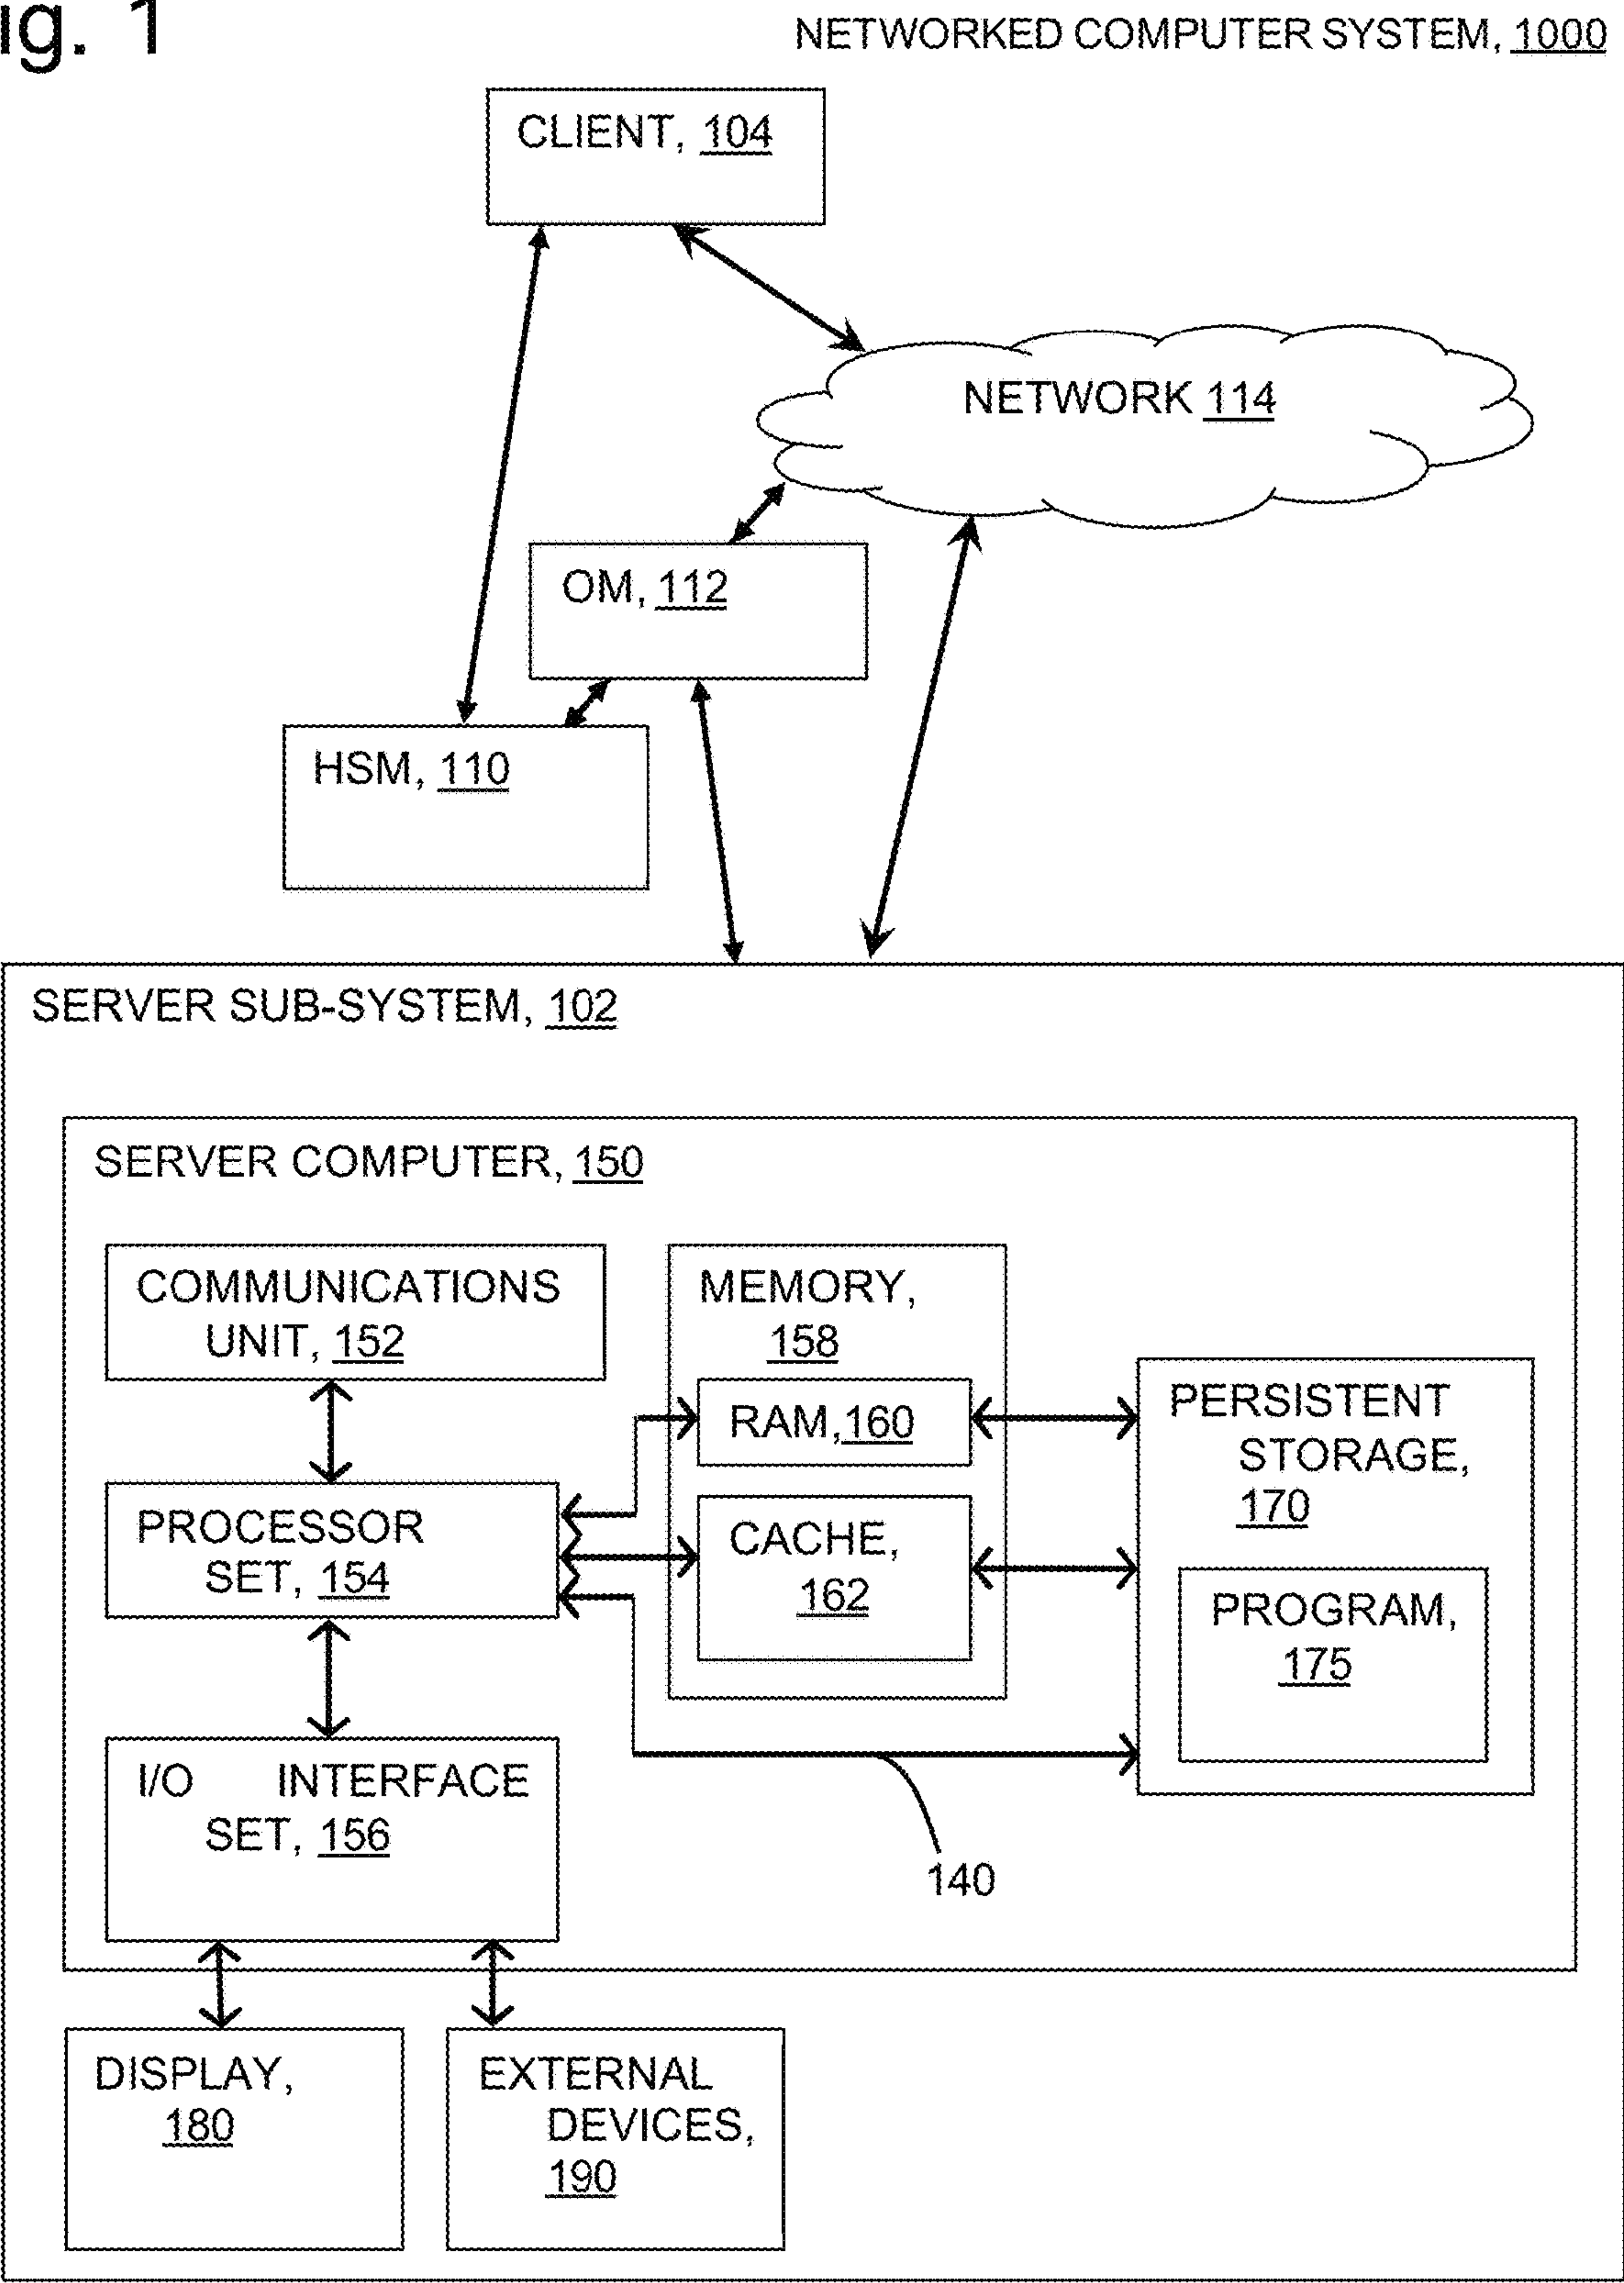 ig. 1
NETWORKED COMPUTER SYSTEM, 1000
CLIENT, 104
NETWORK 114
OM, 112
HSM, 110
SERVER SUB-SYSTEM, 102
SERVER COMPUTER, 150
COMMUNICATIONS
UNIT, 152
MEMORY,
158
PERSISTENT
STORAGE,
170
RAM,160
PROCESSOR
SET, 154
CACHE,
162
PROGRAM,
175
I/O INTERFACE
SET, 156
140
DISPLAY,
180
EXTERNAL
DEVICES,
190